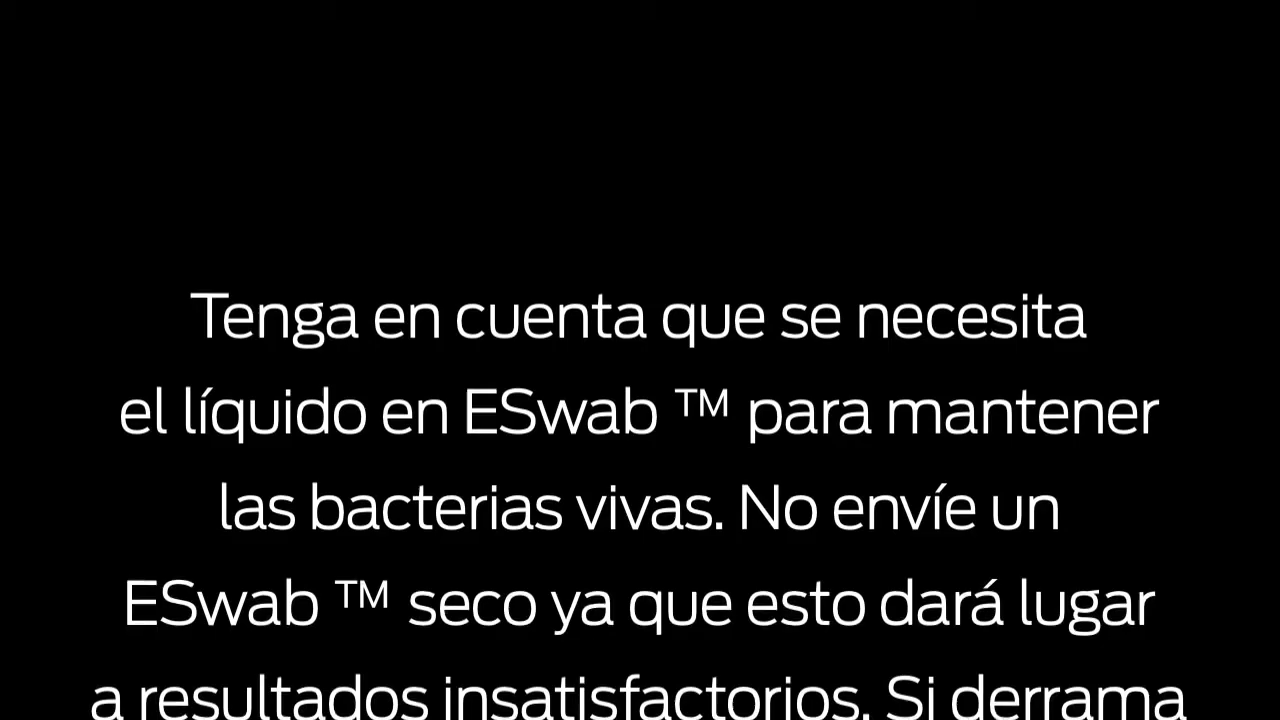 Tenga en cuenta que se necesita
el líquido en ESwab ™ para mantener
las bacterias vivas. No envíe un
ESwab ™ seco ya que esto dará lugar
a resultados insatisfactorios. Si derrama